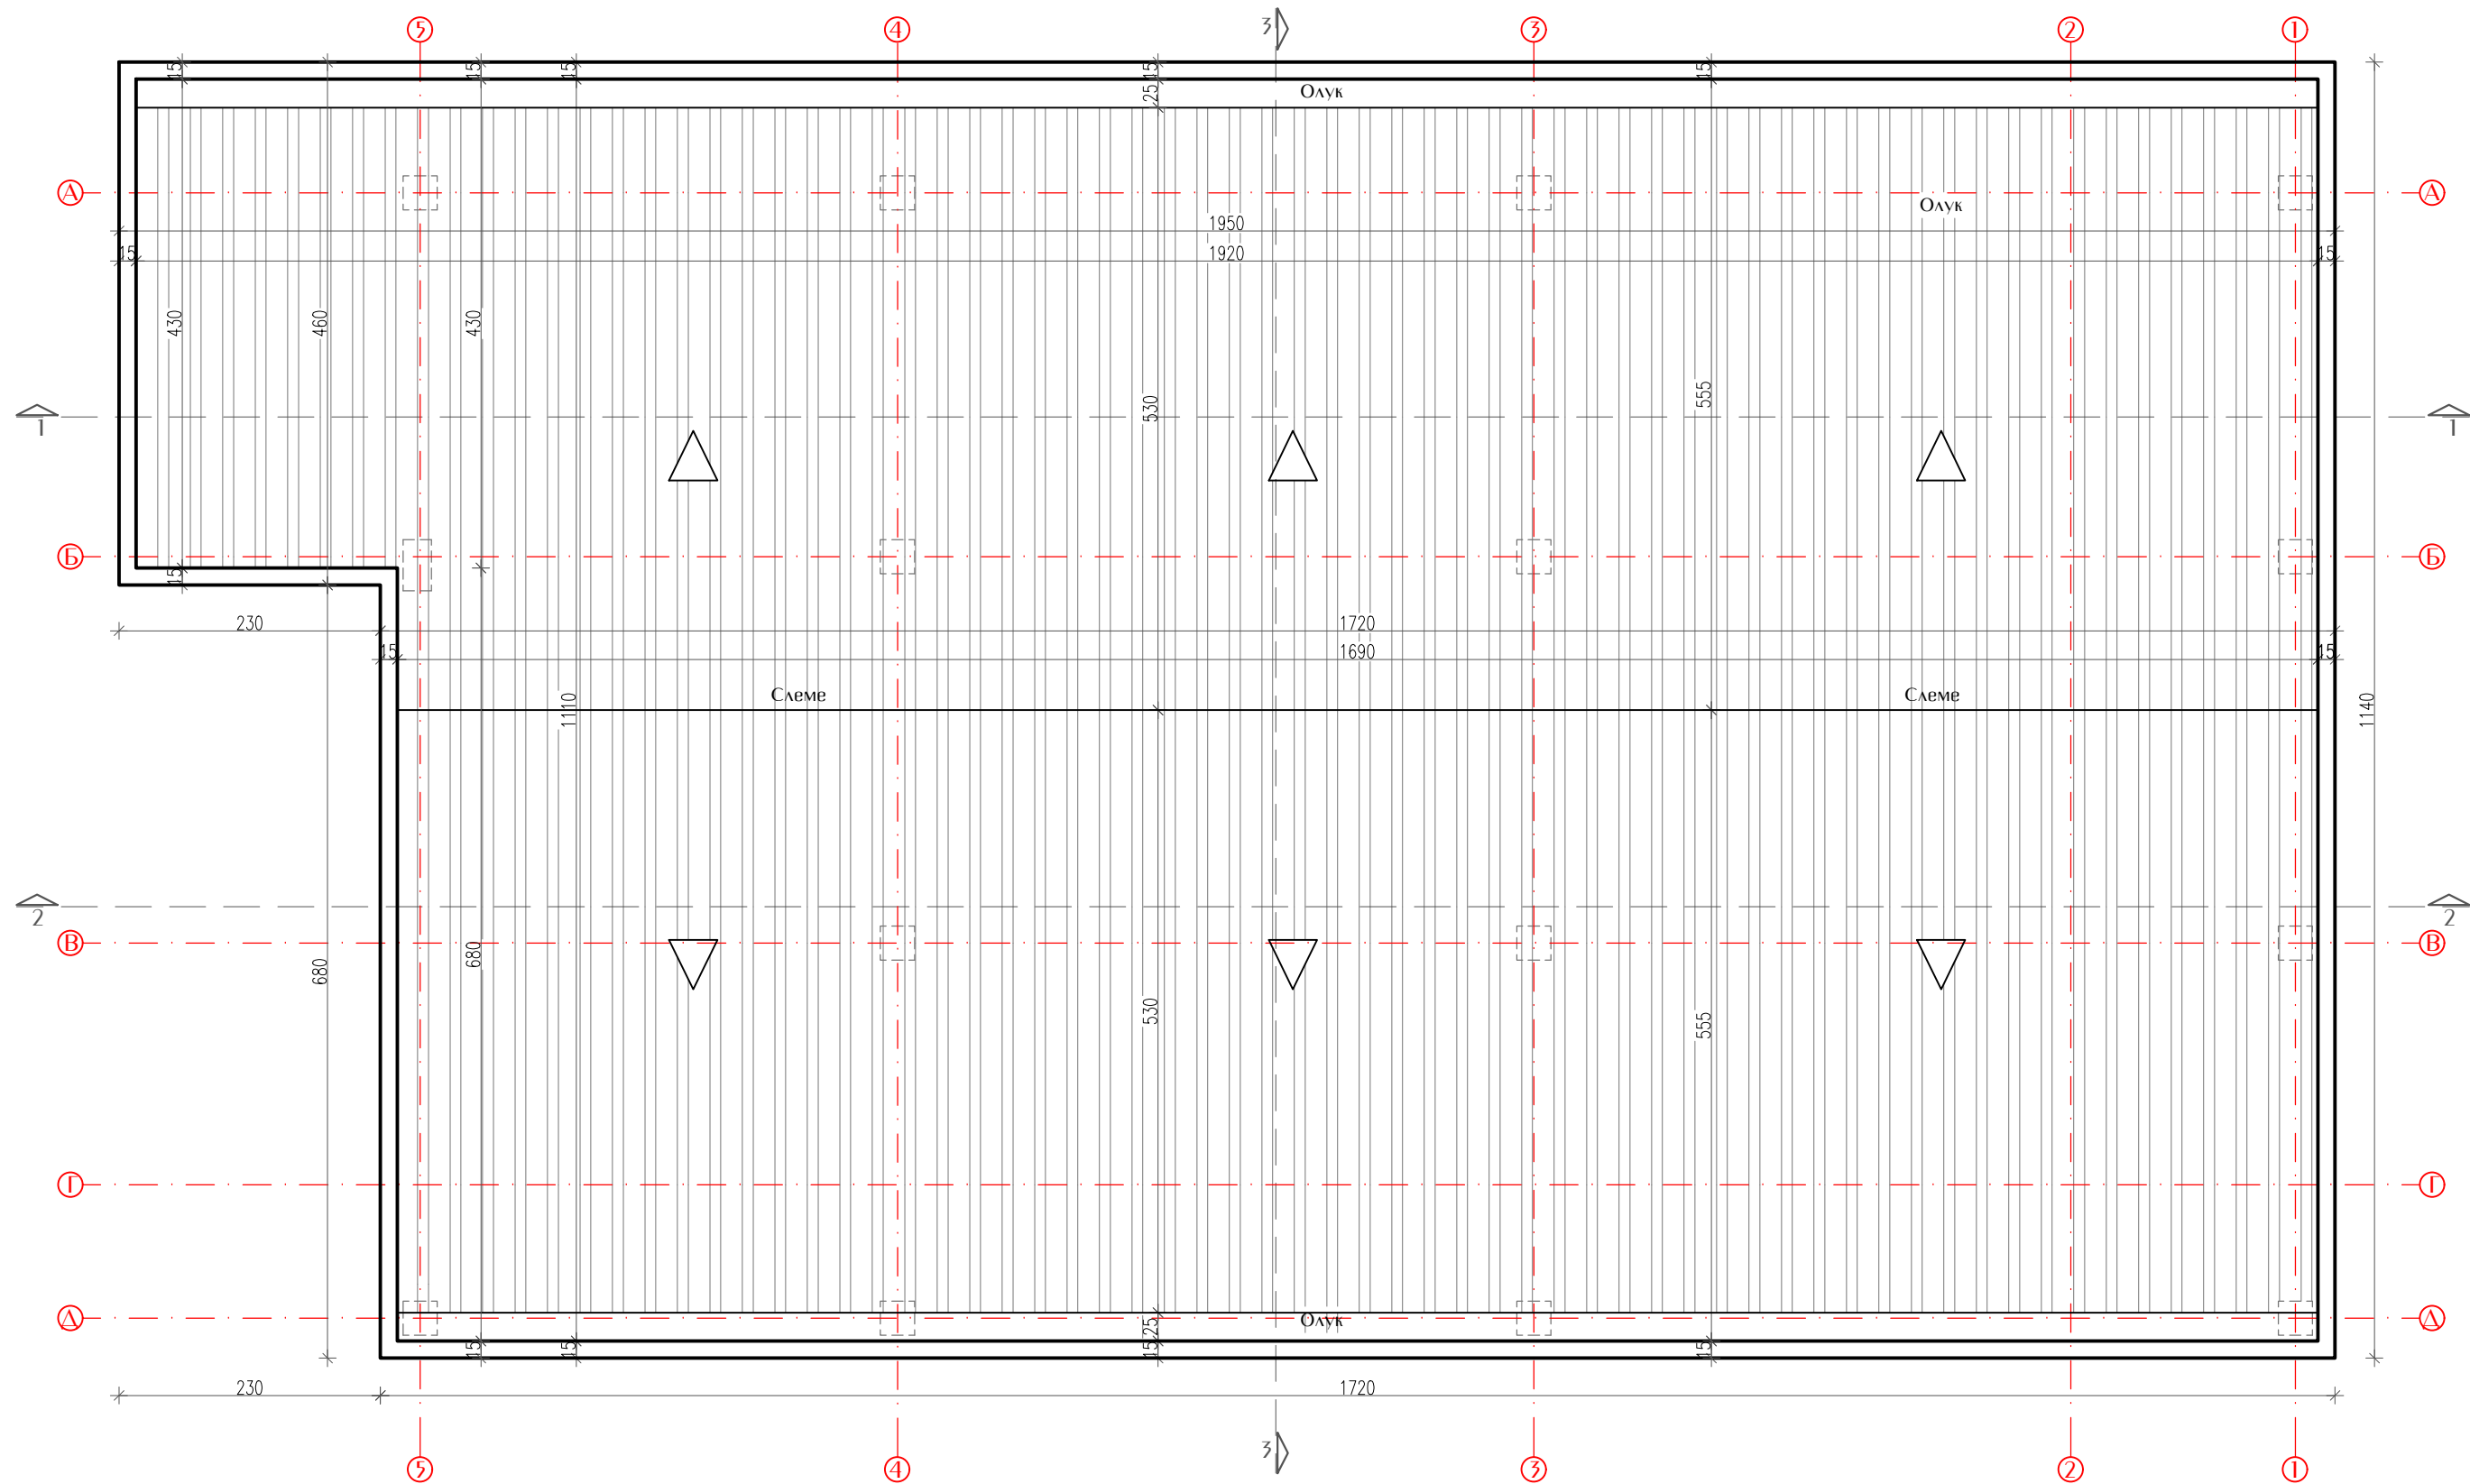 5 4 3 3 2 1
15 15 15 15 15
Олук
25
А А
Олук
1950
15 1920 15
430 460 430
530 555
1 1
Б Б
15
230 1720
15 1690 15
Слеме Слеме
1110 1140
2 2
В В
680 680
530 555
Г Г
Д Д
25 Олук
15 15 15 15
230 1720
5 4 3 3 2 1